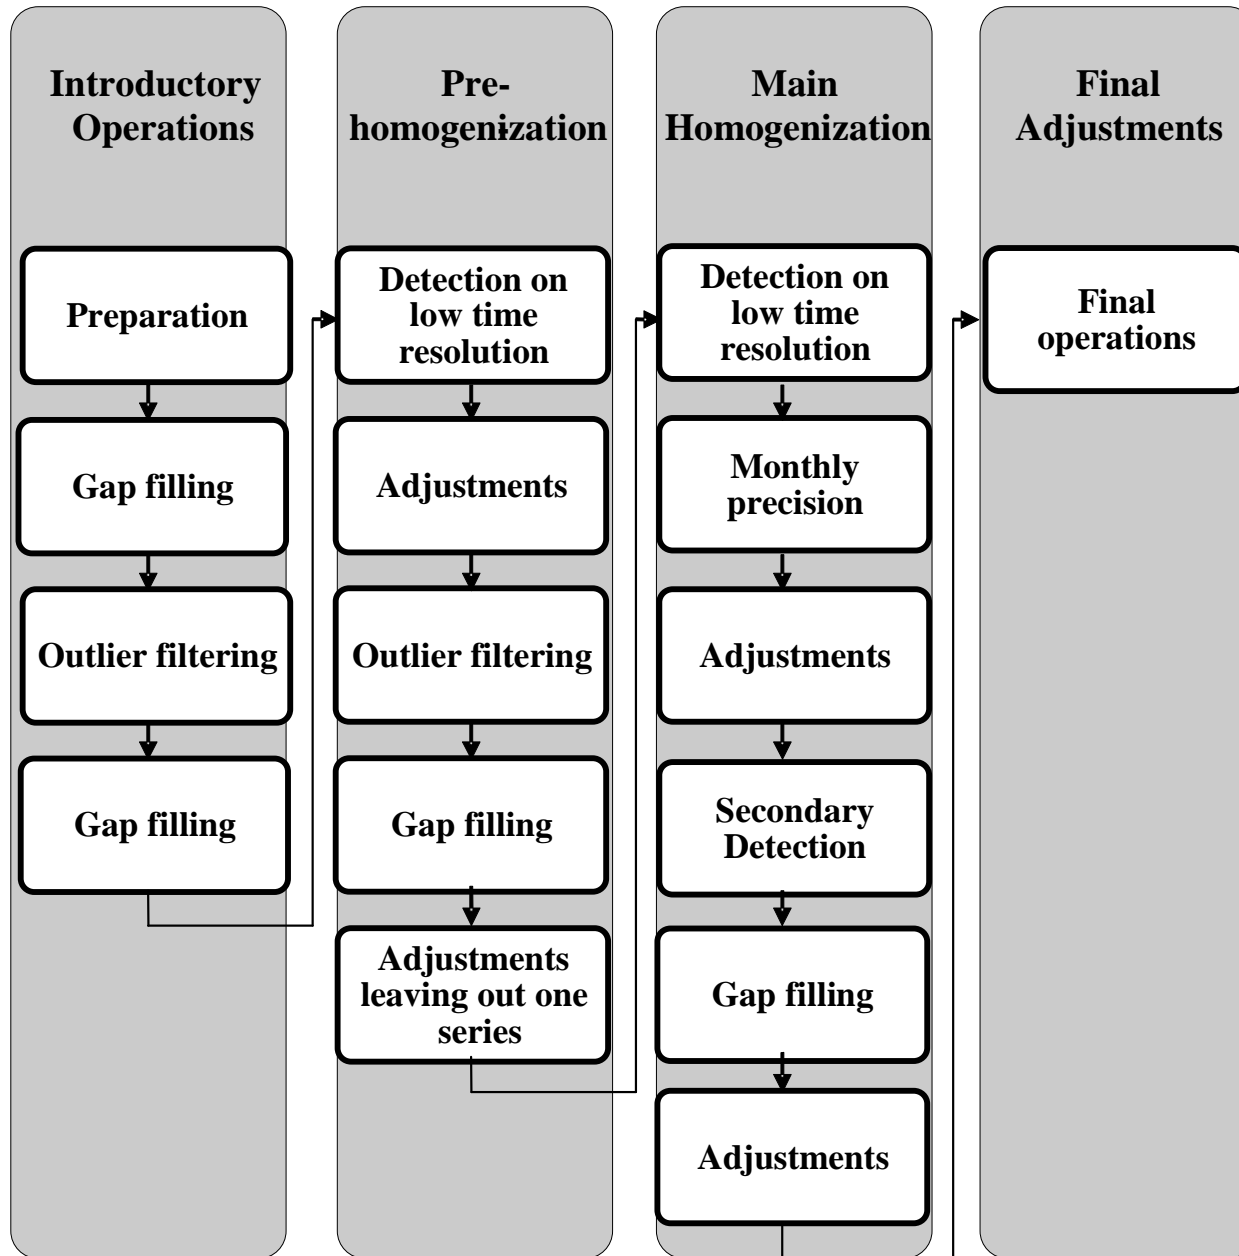 Introductory
Operations
Preparation
Gap filling
Outlier filtering
Gap filling
Pre-
homogenization
Detection on
low time
resolution
Adjustments
Outlier filtering
Gap filling
Adjustments
leaving out one
series
Main
Homogenization
Detection on
low time
resolution
Monthly
precision
Adjustments
Secondary
Detection
Gap filling
Adjustments
Final
Adjustments
Final
operations